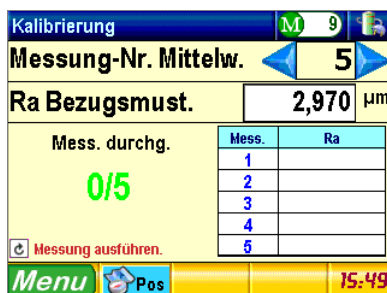 Kalibrierung M 9
Messung-Nr. Mittelw. 5
Ra Bezugsmust. 2,970 µm
Mess. durchg.
0/5
Messung ausführen.
Mess. Ra
1
2
3
4
5
Menu Pos 15:49